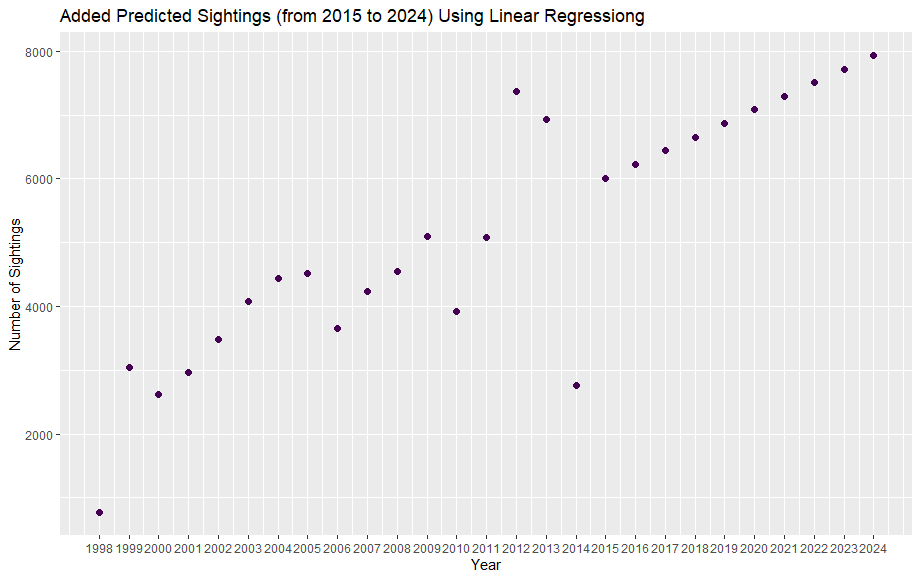 Added Predicted Sightings (from 2015 to 2024) Using Linear Regressiong
8000
6000
4000
2000
Number of Sightings
1998 1999 2000 2001 2002 2003 2004 2005 2006 2007 2008 2009 2010 2011 2012 2013 2014 2015 2016 2017 2018 2019 2020 2021 2022 2023 2024
Year